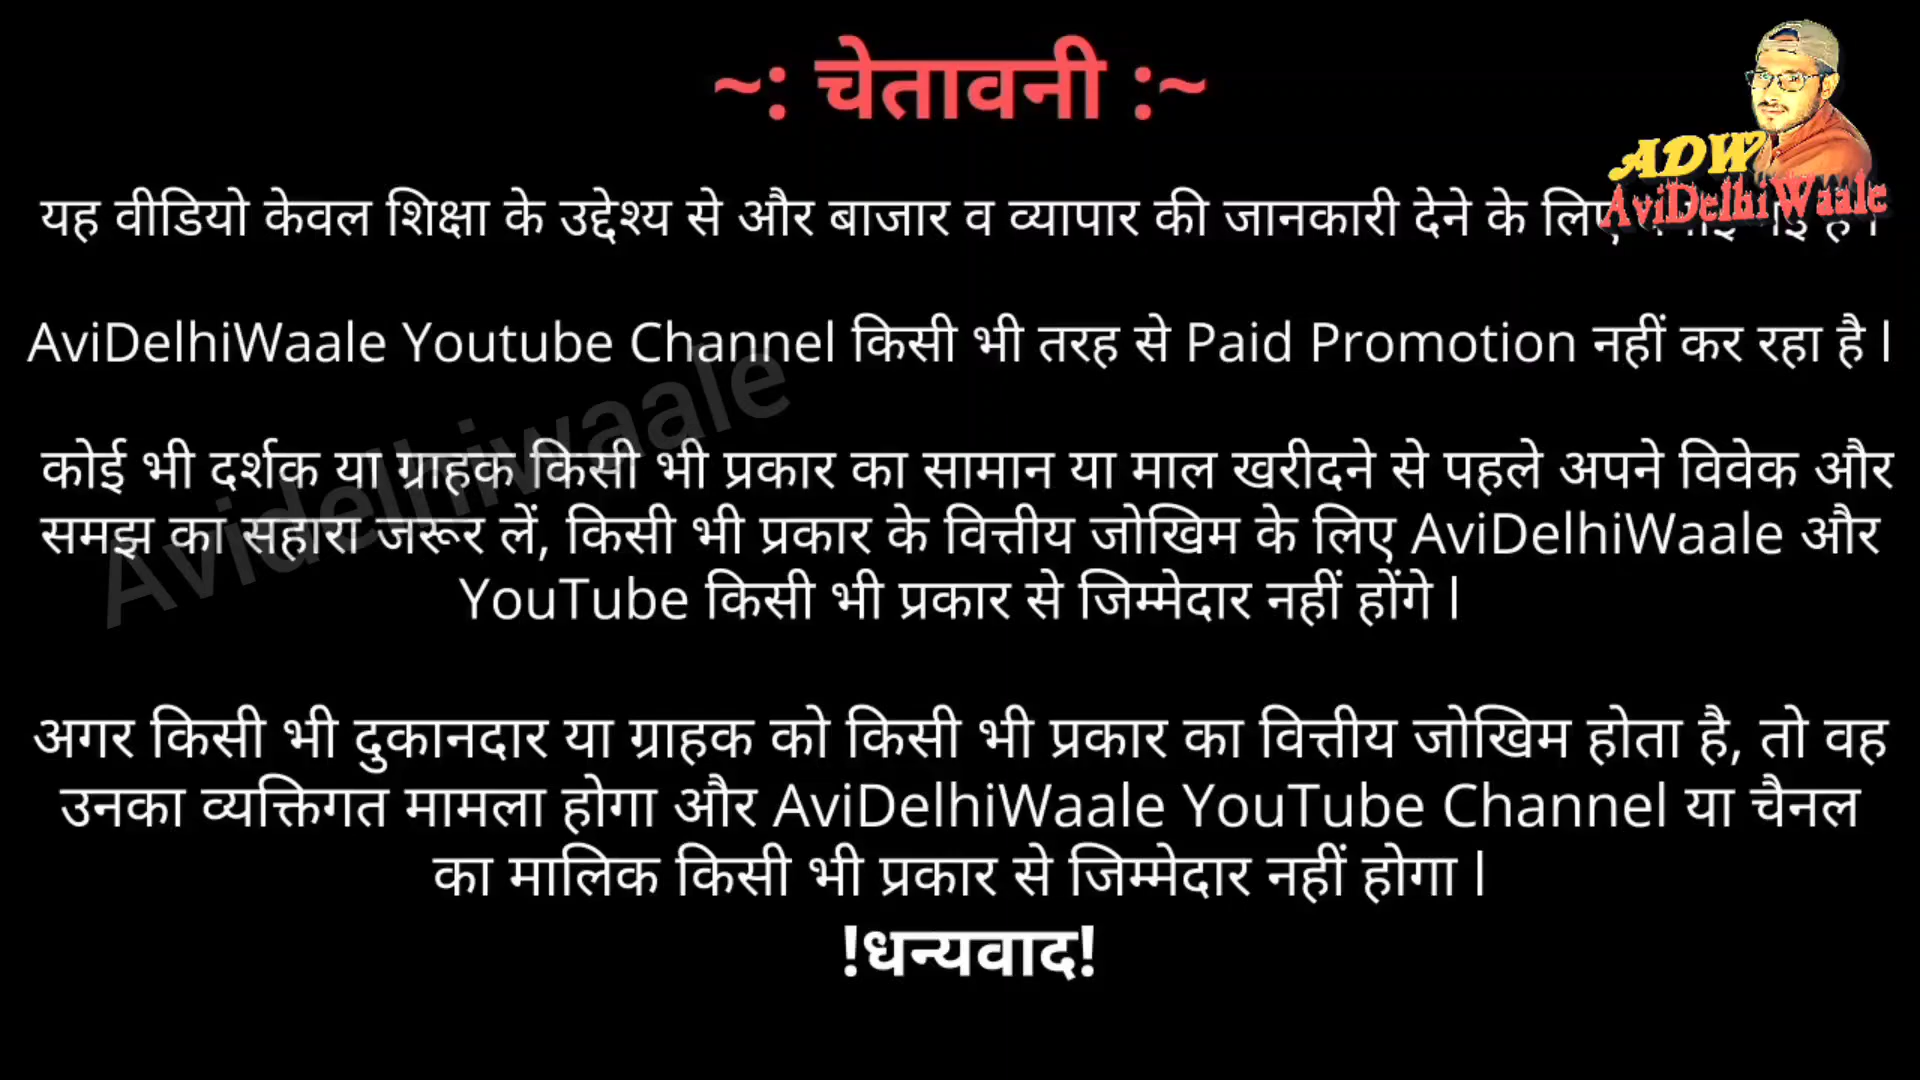 ~: चेतावनी :~
ADW
AviDelhiWaale
यह वीडियो केवल शिक्षा के उद्देश्य से और बाजार व व्यापार की जानकारी देने के लिए है ।
AviDelhiWaale Youtube Channel किसी भी तरह से Paid Promotion नहीं कर रहा है l
कोई भी दर्शक या ग्राहक किसी भी प्रकार का सामान या माल खरीदने से पहले अपने विवेक और
समझ का सहारा जरूर लें, किसी भी प्रकार के वित्तीय जोखिम के लिए AviDelhiWaale और
YouTube किसी भी प्रकार से जिम्मेदार नहीं होंगे l
Avidelhiwaale
अगर किसी भी दुकानदार या ग्राहक को किसी भी प्रकार का वित्तीय जोखिम होता है, तो वह
उनका व्यक्तिगत मामला होगा और AviDelhiWaale YouTube Channel या चैनल
का मालिक किसी भी प्रकार से जिम्मेदार नहीं होगा l
!धन्यवाद!